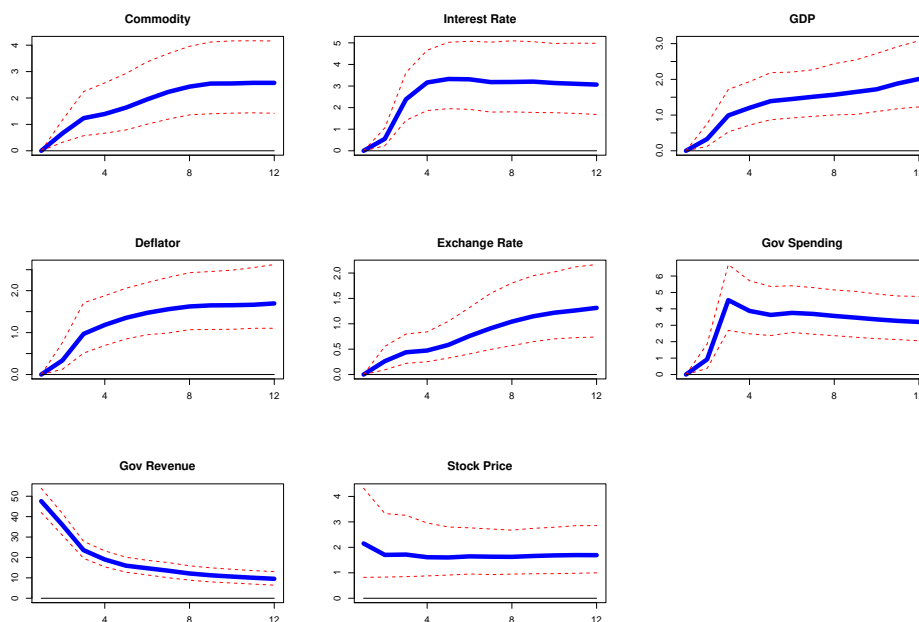 Commodity
0 1 2 3 4
4 8 12
Interest Rate
0 1 2 3 4 5
4 8 12
GDP
0.0 1.0 2.0 3.0
4 8 12
Deflator
0.0 1.0 2.0
4 8 12
Exchange Rate
0.0 0.5 1.0 1.5 2.0
4 8 12
Gov Spending
0 1 2 3 4 5 6
4 8 12
Gov Revenue
0 10 20 30 40 50
4 8 12
Stock Price
0 1 2 3 4
4 8 12